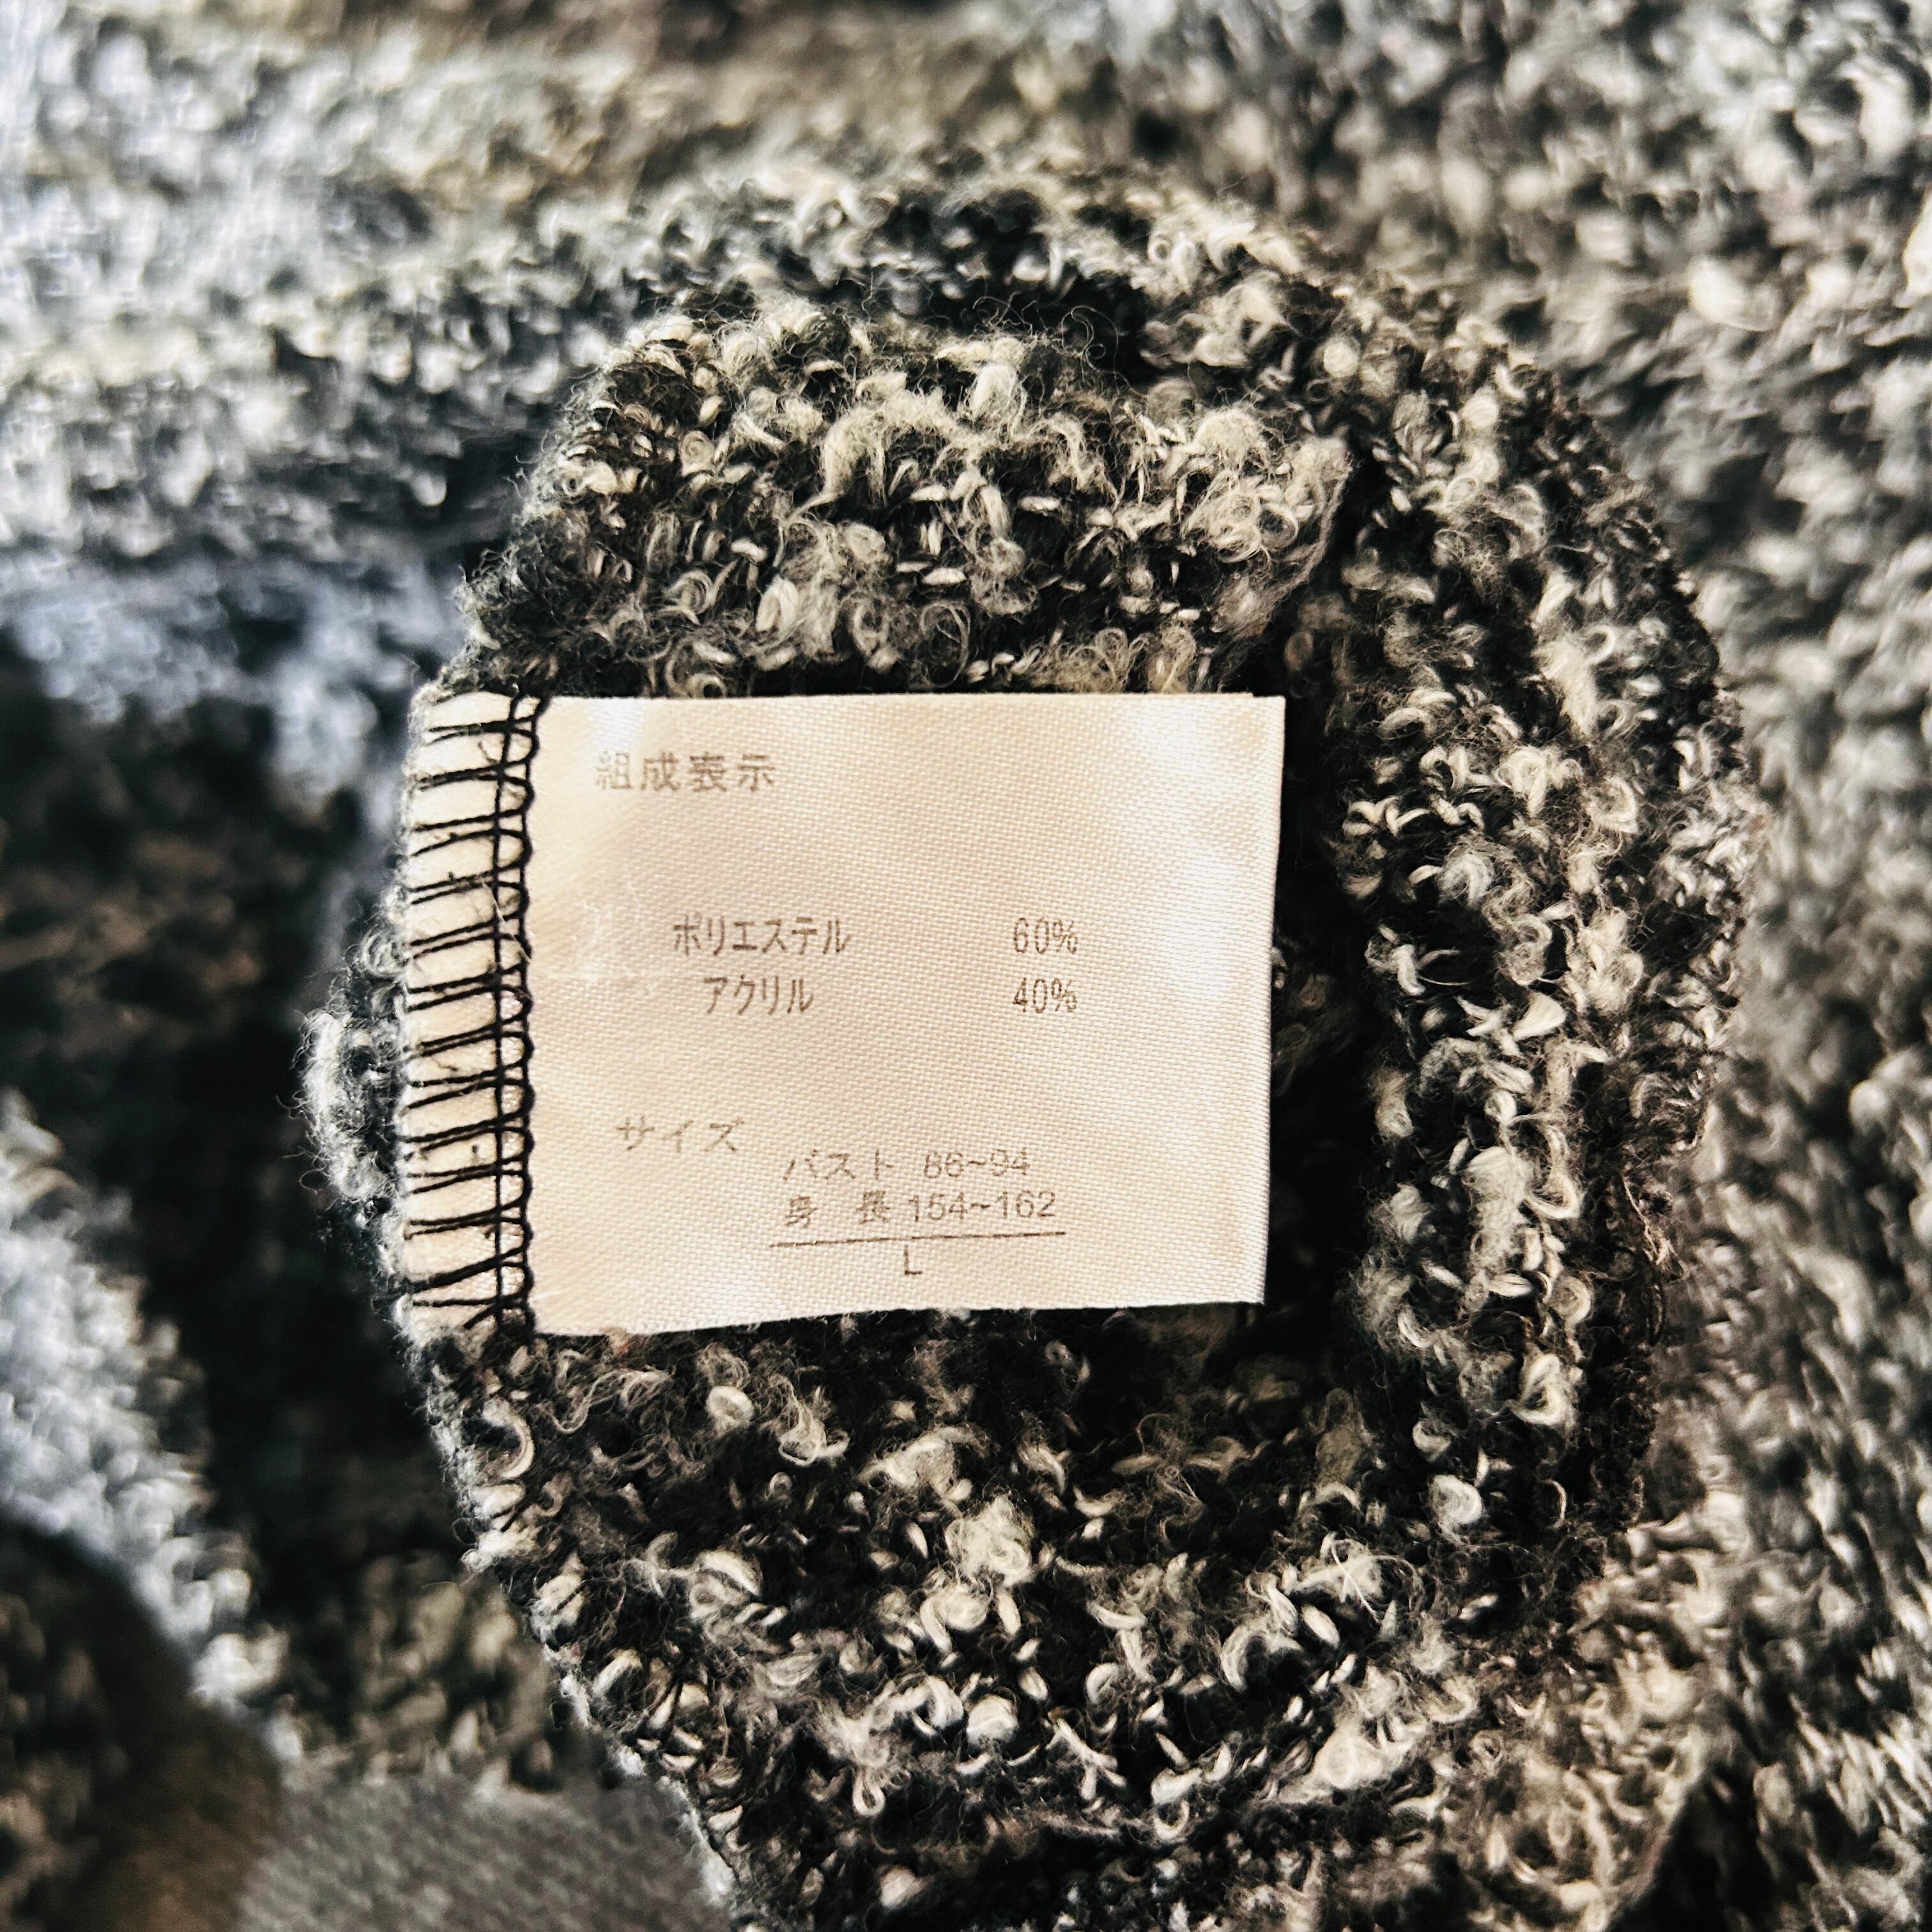 組成表示
ポリエステル 60%
アクリル 40%
サイズ
バスト 86~94
身 長 154~162
L